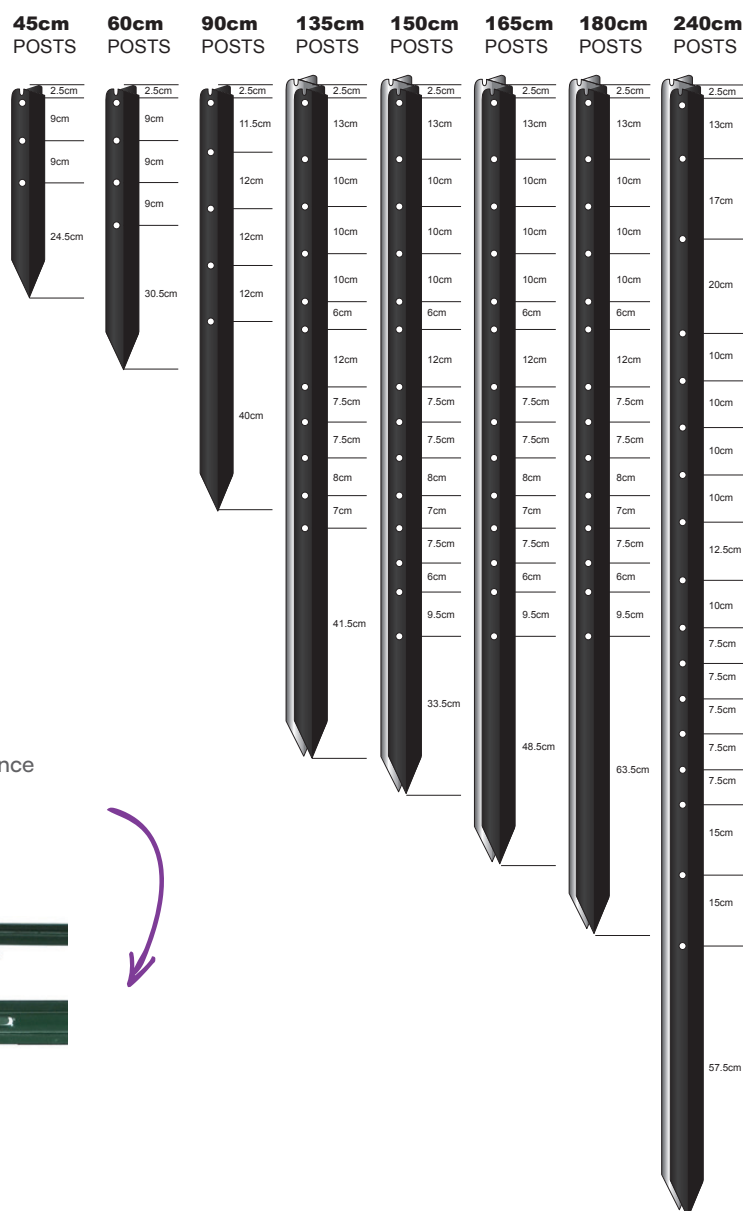 45cm
POSTS
2.5cm
9cm
9cm
24.5cm
60cm
POSTS
2.5cm
9cm
9cm
9cm
30.5cm
90cm
POSTS
2.5cm
11.5cm
12cm
12cm
12cm
40cm
135cm
POSTS
2.5cm
13cm
10cm
10cm
10cm
6cm
12cm
7.5cm
7.5cm
8cm
7cm
41.5cm
150cm
POSTS
2.5cm
13cm
10cm
10cm
10cm
6cm
12cm
7.5cm
7.5cm
8cm
7cm
7.5cm
6cm
9.5cm
33.5cm
165cm
POSTS
2.5cm
13cm
10cm
10cm
10cm
6cm
12cm
7.5cm
7.5cm
8cm
7cm
7.5cm
6cm
9.5cm
48.5cm
180cm
POSTS
2.5cm
13cm
10cm
10cm
10cm
6cm
12cm
7.5cm
7.5cm
8cm
7cm
7.5cm
6cm
9.5cm
63.5cm
240cm
POSTS
2.5cm
13cm
17cm
20cm
10cm
10cm
10cm
10cm
12.5cm
10cm
7.5cm
7.5cm
7.5cm
7.5cm
7.5cm
15cm
15cm
57.5cm
nce